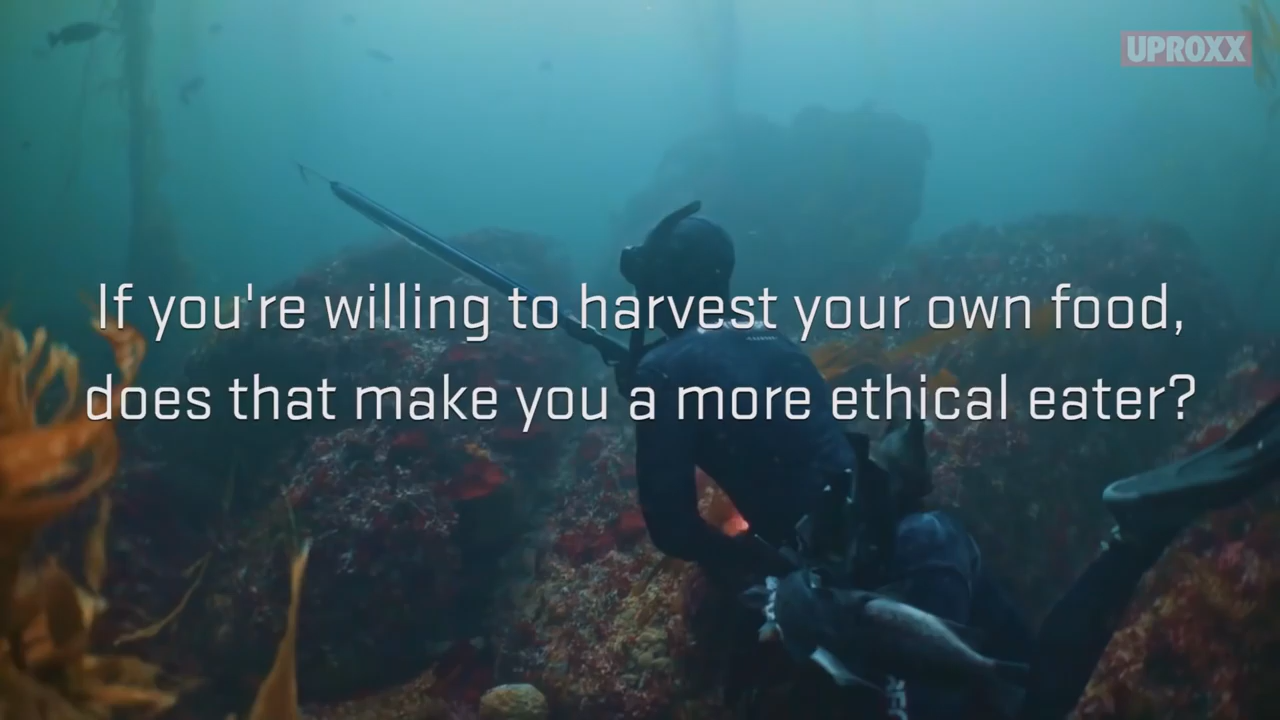 UPROXX
If you're willing to harvest your own food,
does that make you a more ethical eater?